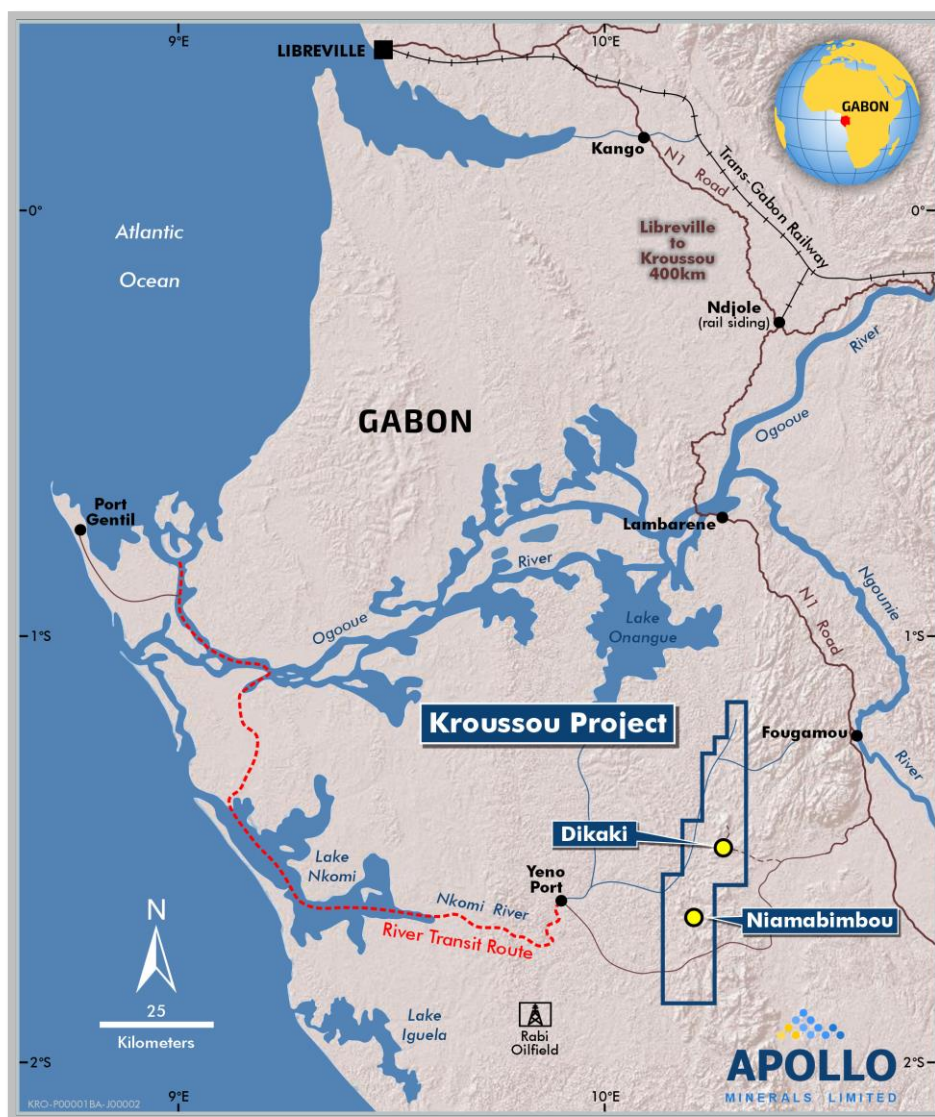 9°E
10°E
LIBREVILLE
GABON
Kango
N1 Road
Trans-Gabon Railway
0°
0°
Atlantic
Ocean
Libreville
to
Kroussou
400km
Ndjole
(rail siding)
River
Ogooue
GABON
Port
Gentil
Lambarene
River
Ogooue
Ngounie
Lake
Onangue
N1 Road
1°S
1°S
Kroussou Project
Fougamou
River
Dikaki
Lake
Nkomi
Yeno
Port
Nkomi River
Niamabimbou
River Transit Route
N
25
Kilometers
Lake
Iguela
Rabi
Oilfield
APOLLO
MINERALS LIMITED
2°S
2°S
KRO-P00001BA-J00002
9°E
10°E